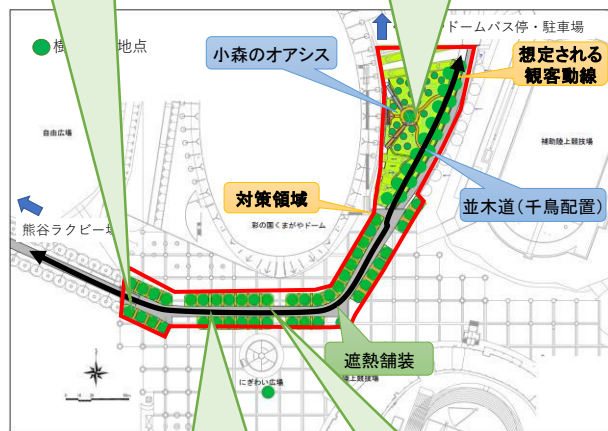 ドームバス停・駐車場
樹
地点
小森のオアシス
想定される
観客動線
自由広場
補助陸上競技場
対策領域
並木道(千鳥配置)
熊谷ラグビー
彩の国くまがやドーム
遮熱舗装
にぎわい広場
陸上競技場